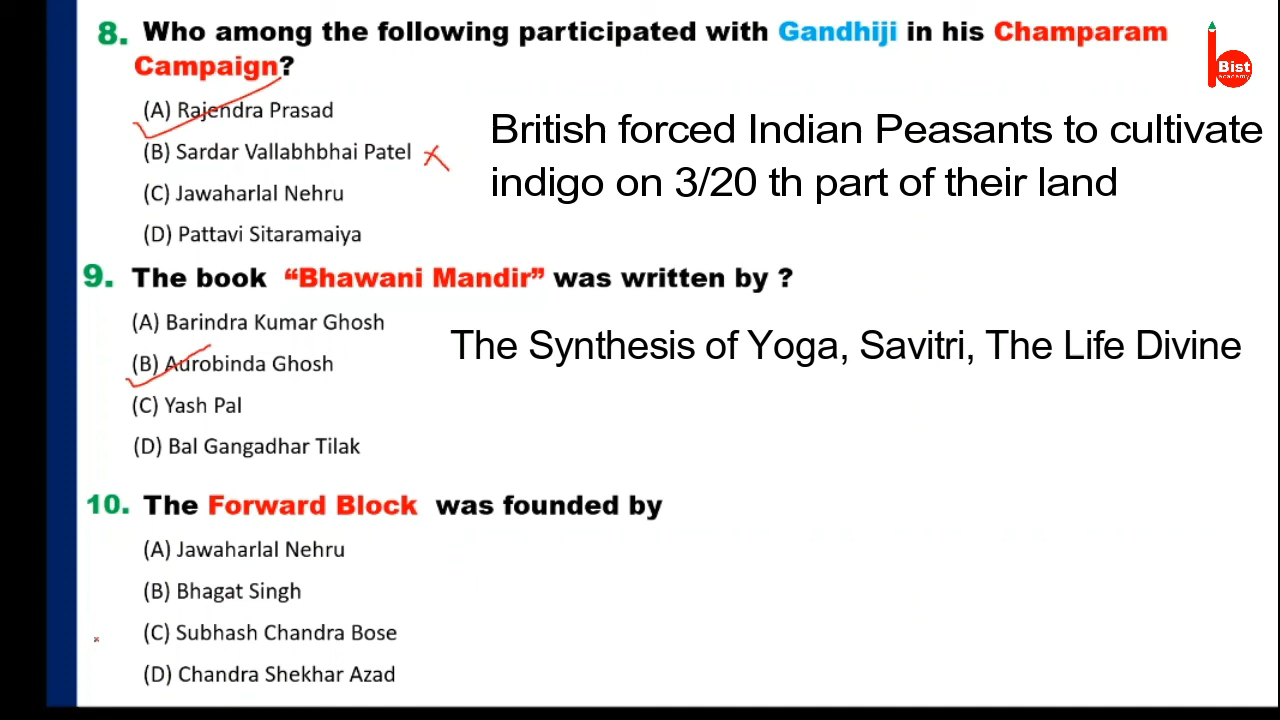 8. Who among the following participated with Gandhiji in his Champaram
Campaign?
(A) Rajendra Prasad
(B) Sardar Vallabhbhai Patel
(C) Jawaharlal Nehru
(D) Pattavi Sitaramaiya
British forced Indian Peasants to cultivate
indigo on 3/20 th part of their land
9. The book “Bhawani Mandir” was written by ?
(A) Barindra Kumar Ghosh
(B) Aurobinda Ghosh
(C) Yash Pal
(D) Bal Gangadhar Tilak
The Synthesis of Yoga, Savitri, The Life Divine
10. The Forward Block was founded by
(A) Jawaharlal Nehru
(B) Bhagat Singh
(C) Subhash Chandra Bose
(D) Chandra Shekhar Azad
Bist
academy